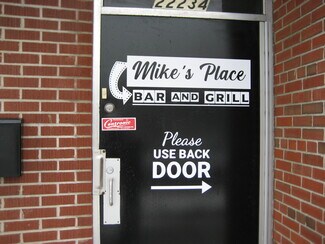 22234
Mike's Place
BAR AND GRILL
Please
USE BACK
DOOR